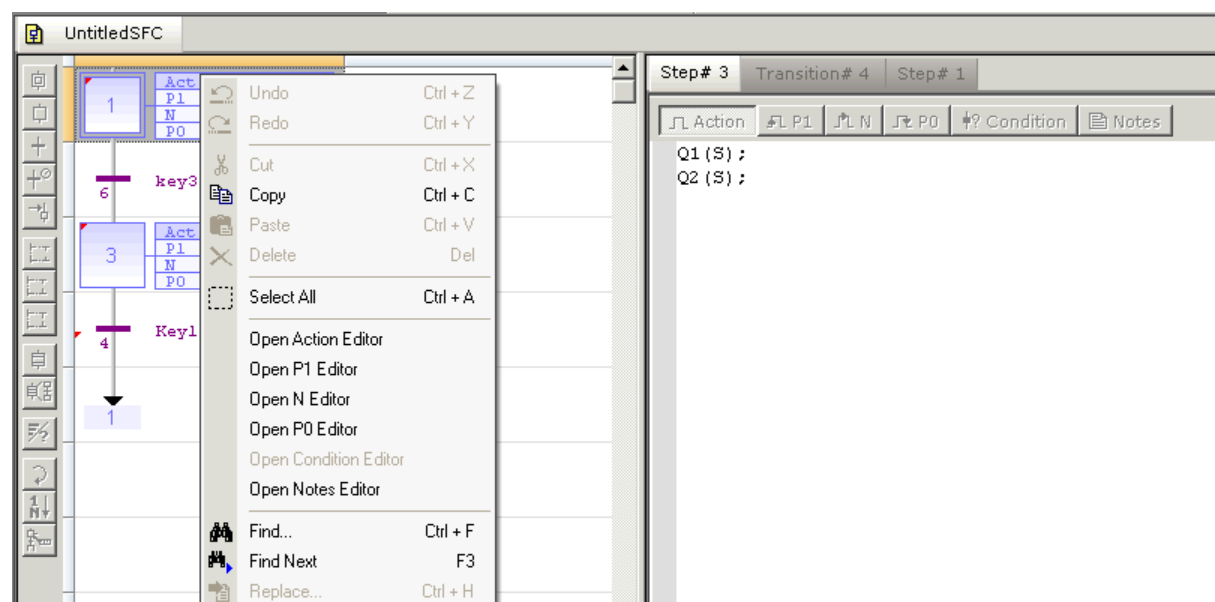 UntitledSFC
1
Act
P1
N
P0
6
key3
3
Act
P1
N
P0
4
Key1
1
Undo Ctrl + Z
Redo Ctrl + Y
Cut Ctrl + X
Copy Ctrl + C
Paste Ctrl + V
Delete Del
Select All Ctrl + A
Open Action Editor
Open P1 Editor
Open N Editor
Open P0 Editor
Open Condition Editor
Open Notes Editor
Find... Ctrl + F
Find Next F3
Replace... Ctrl + H
Step# 3 Transition# 4 Step# 1
Action P1 N P0 ? Condition Notes
Q1(S);
Q2(S);